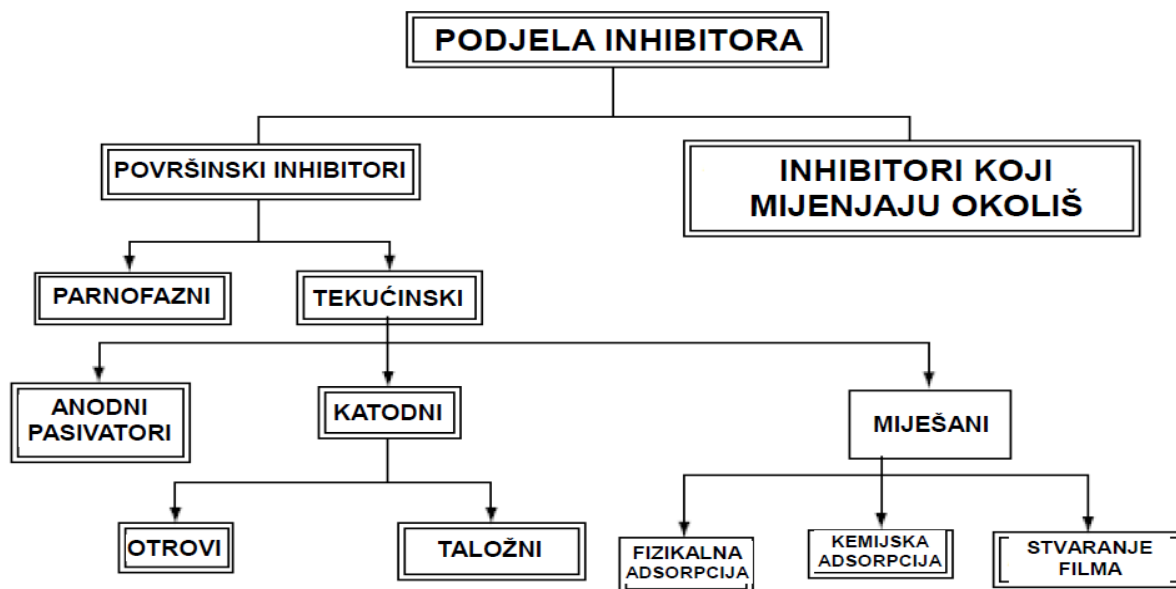 PODJELA INHIBITORA
POVRŠINSKI INHIBITORI
INHIBITORI KOJI
MIJENJAJU OKOLIŠ
PARNOFAZNI
TEKUĆINSKI
ANODNI
PASIVATORI
KATODNI
MIJEŠANI
OTROVI
TALOŽNI
FIZIKALNA
ADSORPCIJA
KEMIJSKA
ADSORPCIJA
STVARANJE
FILMA